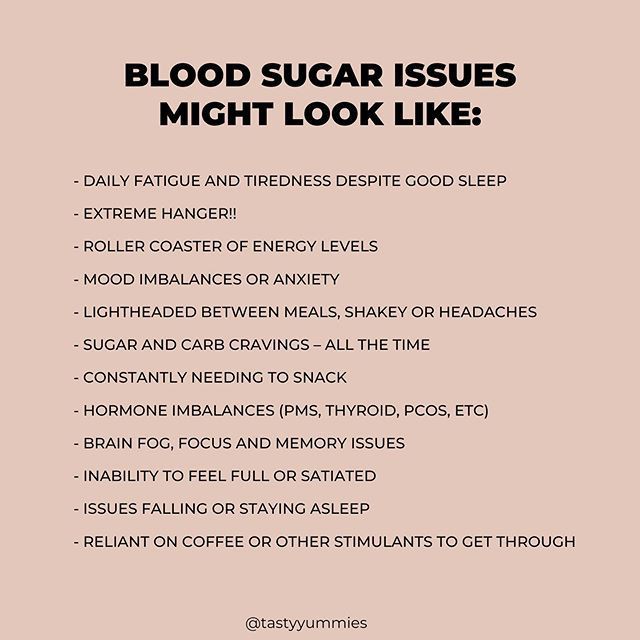 BLOOD SUGAR ISSUES
MIGHT LOOK LIKE:
- DAILY FATIGUE AND TIREDNESS DESPITE GOOD SLEEP
- EXTREME HANGER!!
- ROLLER COASTER OF ENERGY LEVELS
- MOOD IMBALANCES OR ANXIETY
- LIGHTHEADED BETWEEN MEALS, SHAKEY OR HEADACHES
- SUGAR AND CARB CRAVINGS – ALL THE TIME
- CONSTANTLY NEEDING TO SNACK
- HORMONE IMBALANCES (PMS, THYROID, PCOS, ETC)
- BRAIN FOG, FOCUS AND MEMORY ISSUES
- INABILITY TO FEEL FULL OR SATIATED
- ISSUES FALLING OR STAYING ASLEEP
- RELIANT ON COFFEE OR OTHER STIMULANTS TO GET THROUGH
@tastyyummies